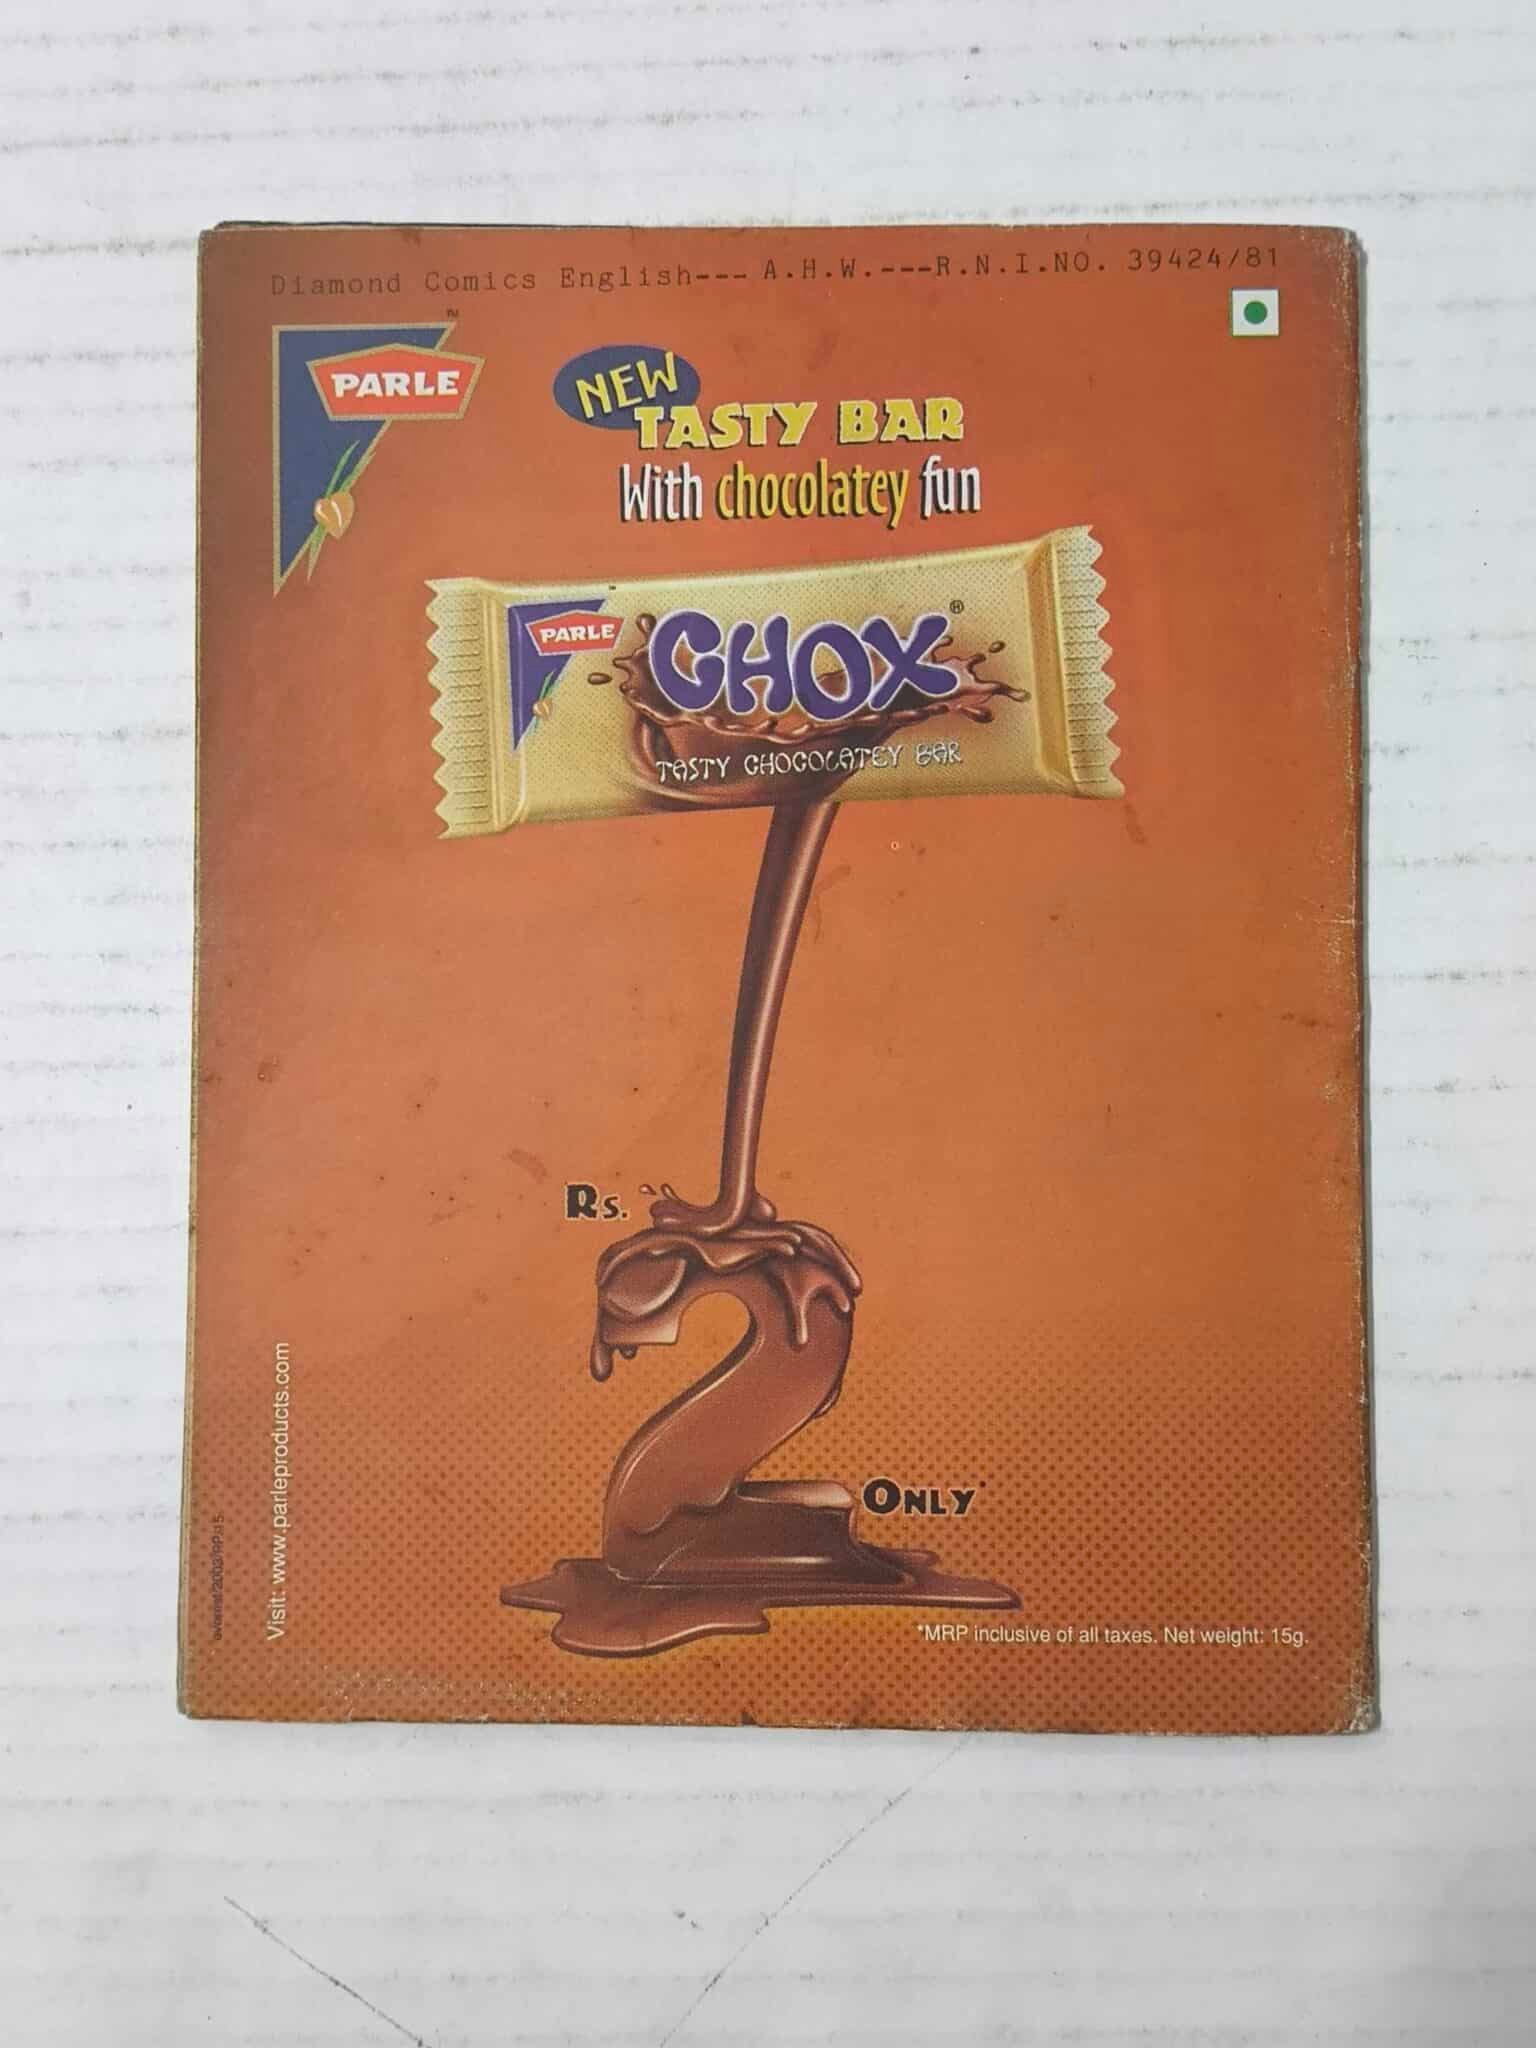 Diamond Comics English--- A.H.W.---R.N.I.NO. 39424/81
PARLE
TM
NEW
TASTY BAR
With chocolatey fun
PARLE
CHOX
TASTY CHOCOLATEY BAR
Rs.
2
ONLY*
Visit: www.parleproducts.com
*MRP inclusive of all taxes. Net weight: 15g.